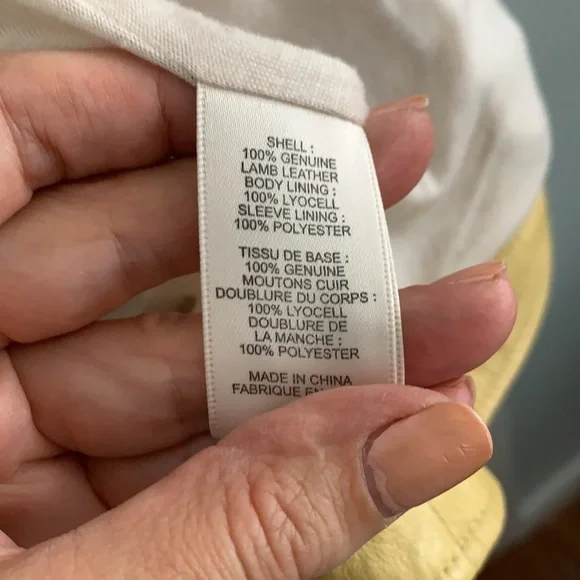 SHELL :
100% GENUINE
LAMB LEATHER
BODY LINING :
100% LYOCELL
SLEEVE LINING :
100% POLYESTER
TISSU DE BASE :
100% GENUINE
MOUTONS CUIR
DOUBLURE DU CORPS :
100% LYOCELL
DOUBLURE DE
LA MANCHE :
100% POLYESTER
MADE IN CHINA
FABRIQUE